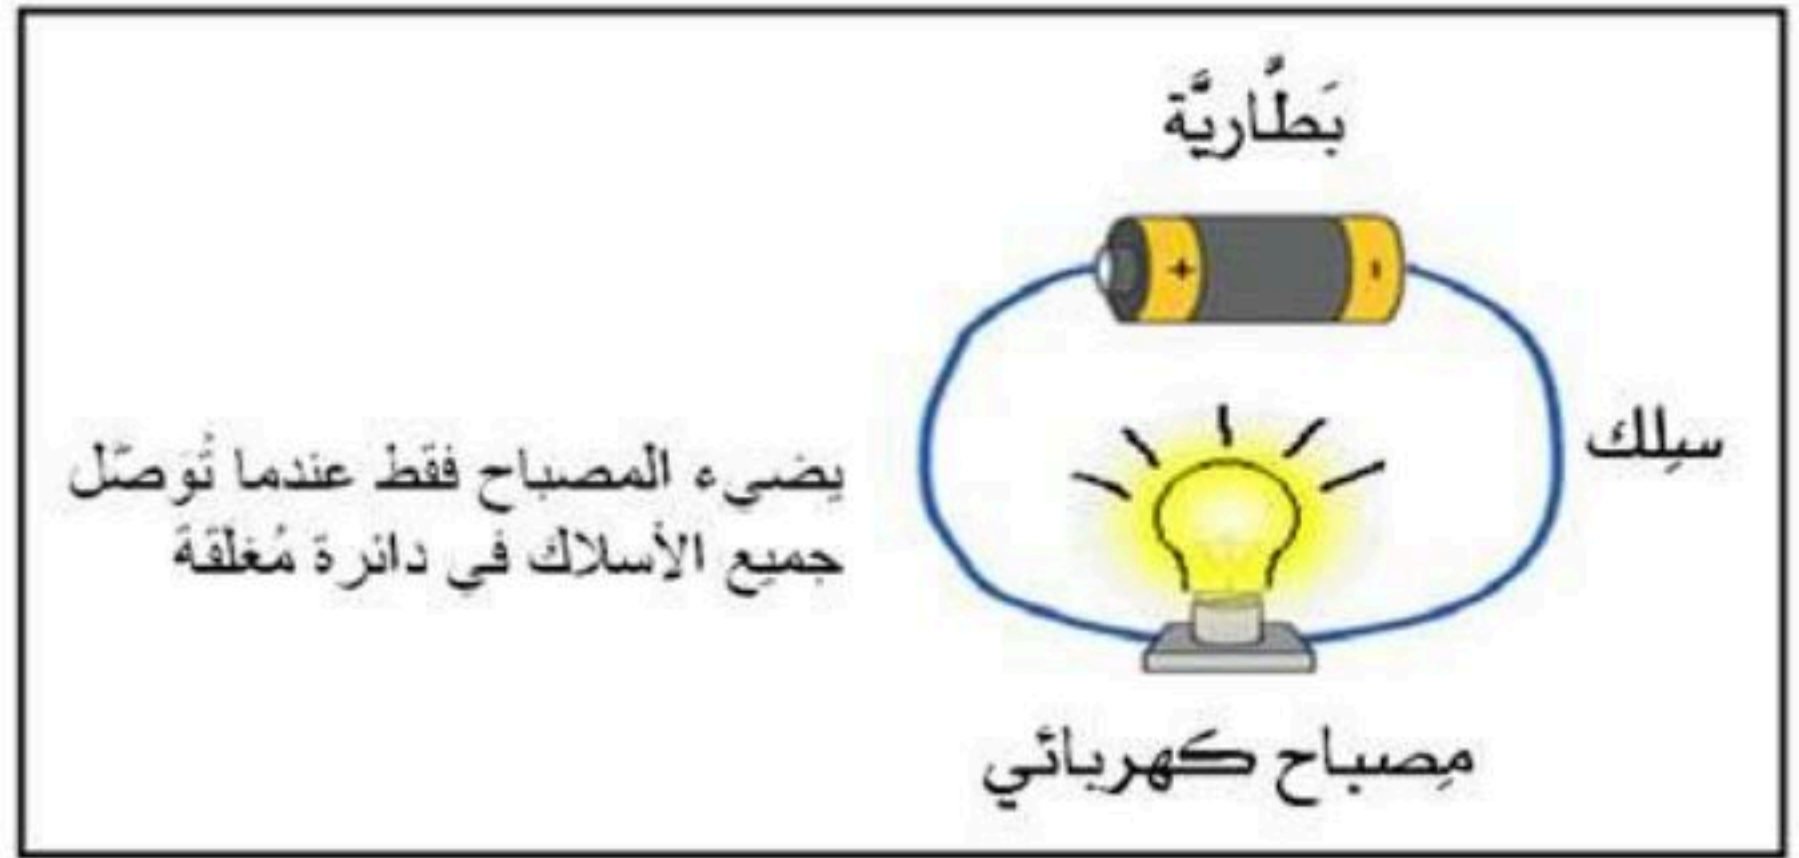 بَطَّارِيَّة
+ -
سِلك
يضيء المصباح فقط عندما تُوصّل
جميع الأسلاك في دائرة مُغلقة
مِصباح كهربائي